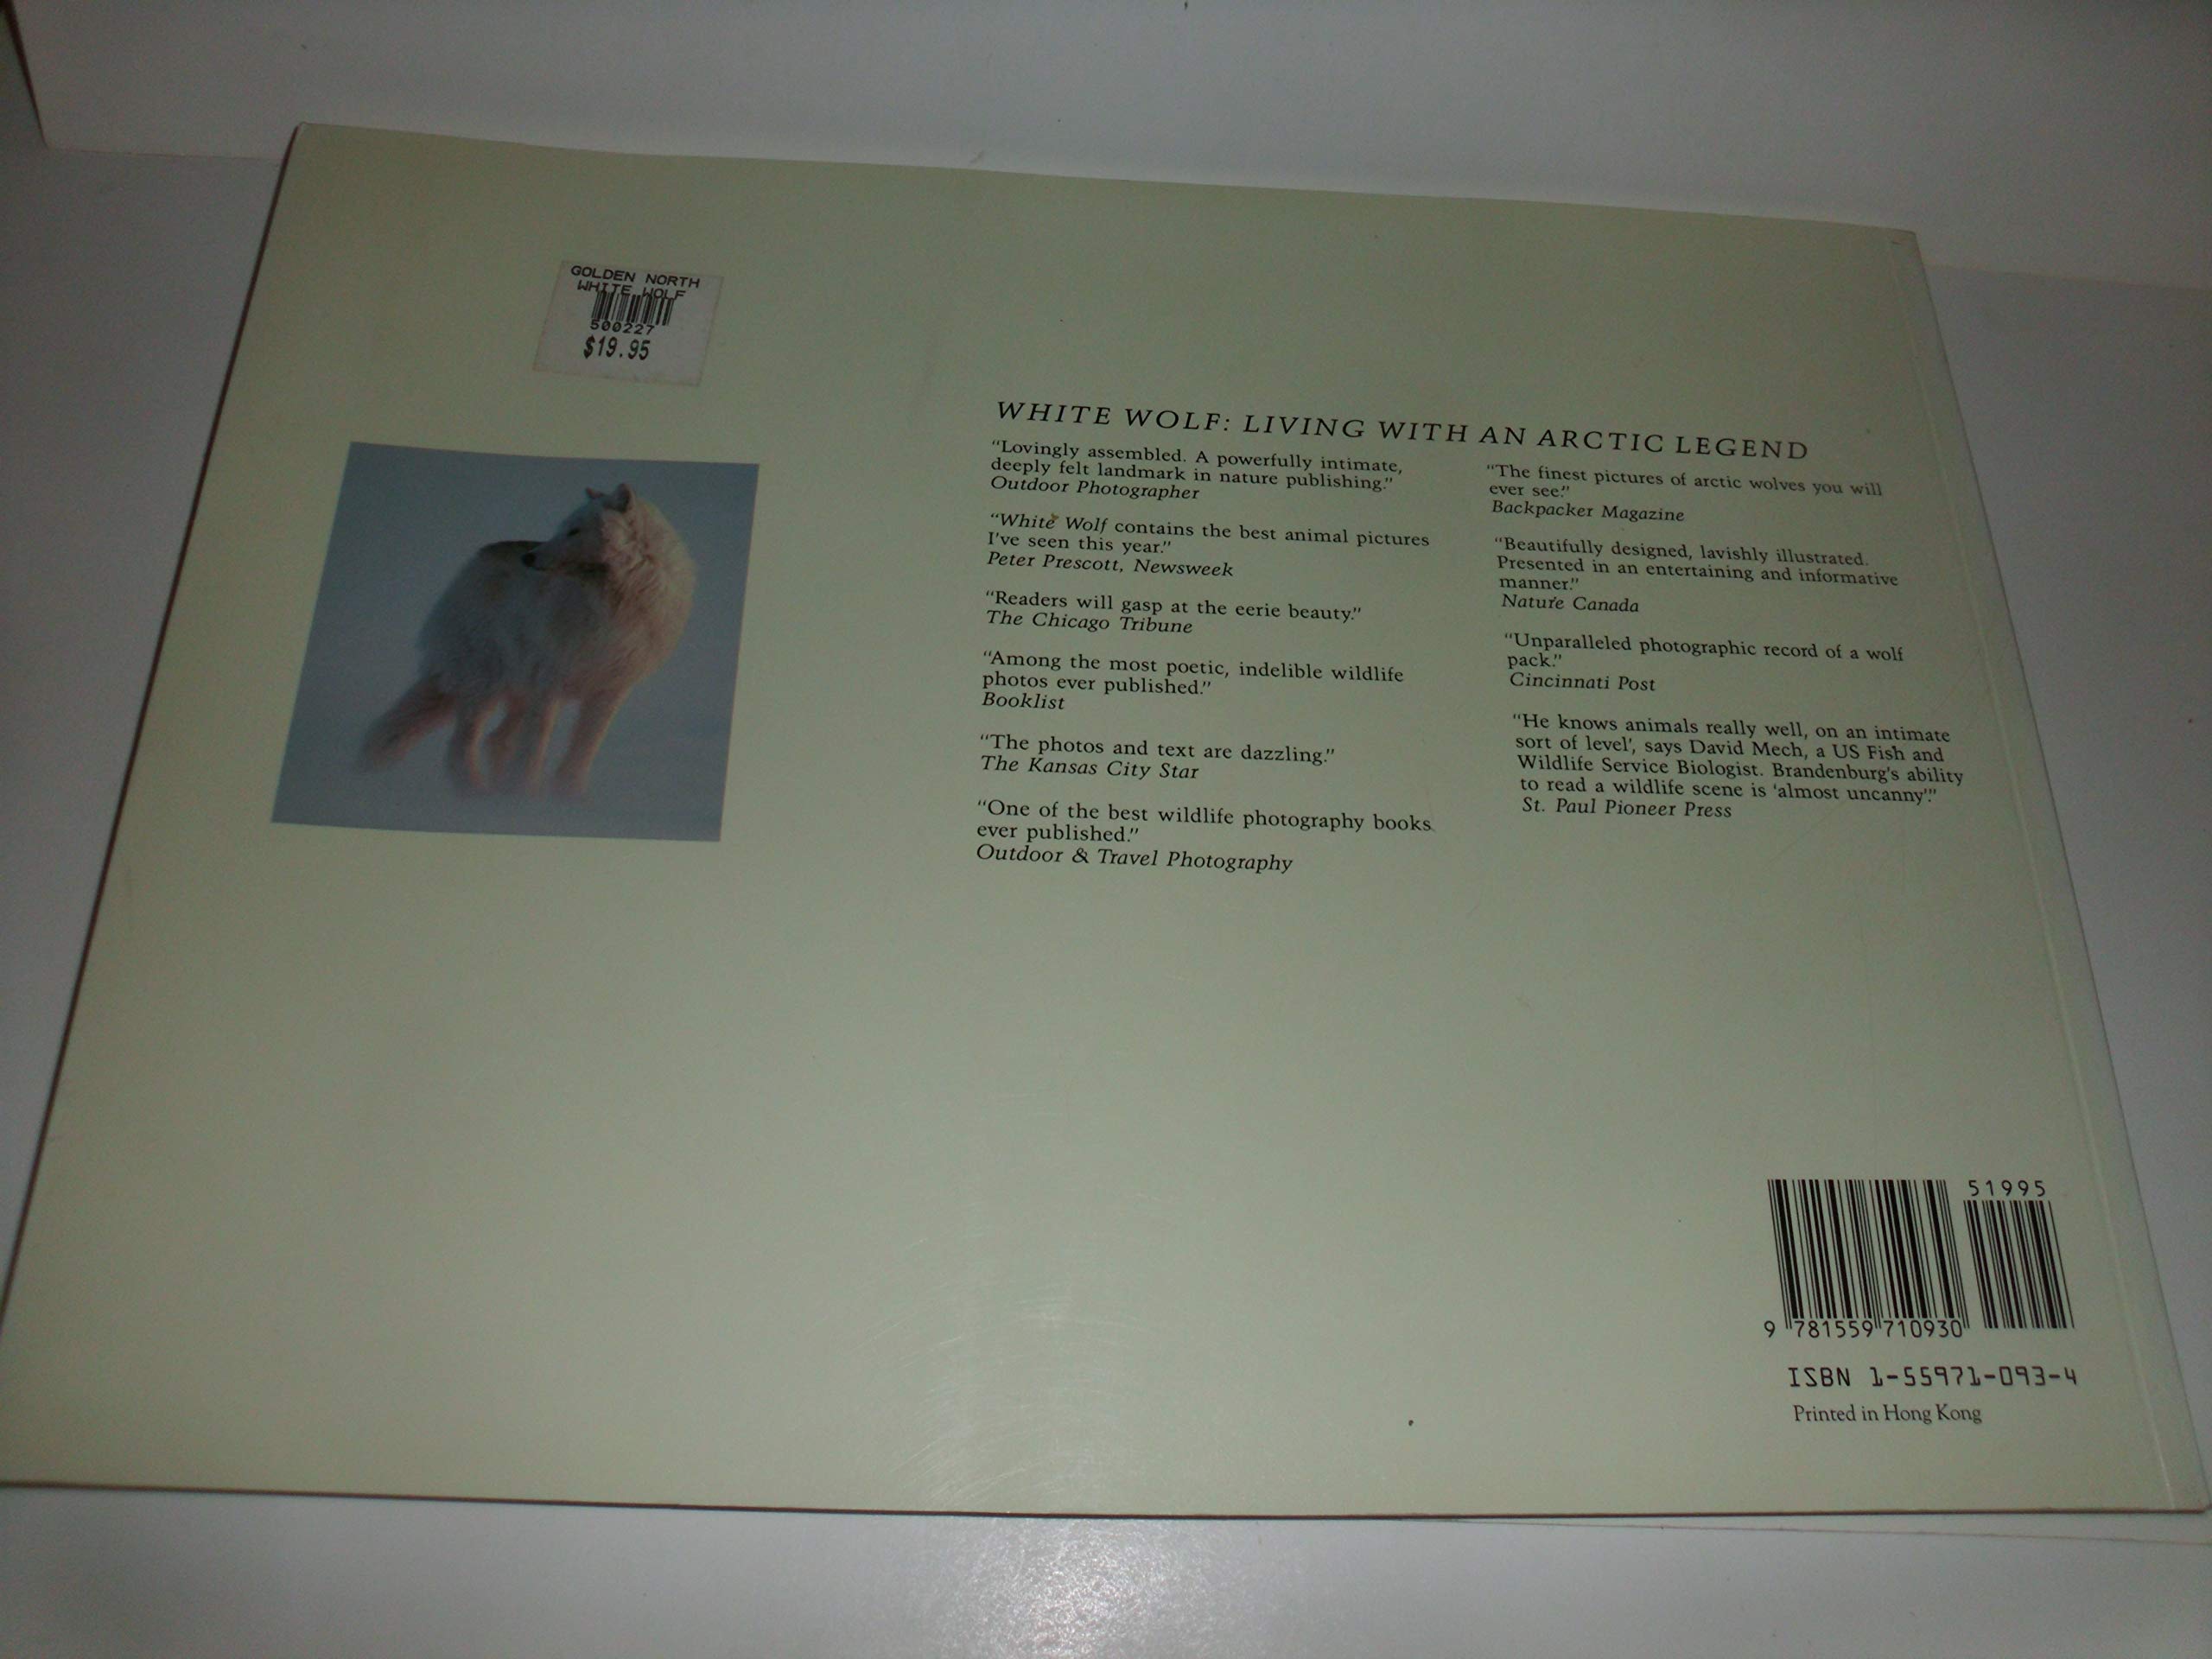 GOLDEN NORTH
WHITE WOLF
500227
$19.95
WHITE WOLF: LIVING WITH AN ARCTIC LEGEND
"Lovingly assembled. A powerfully intimate,
deeply felt landmark in nature publishing."
Outdoor Photographer
"White Wolf contains the best animal pictures
I've seen this year."
Peter Prescott, Newsweek
"Readers will gasp at the eerie beauty."
The Chicago Tribune
"Among the most poetic, indelible wildlife
photos ever published."
Booklist
"The photos and text are dazzling."
The Kansas City Star
"One of the best wildlife photography books
ever published."
Outdoor & Travel Photography
"The finest pictures of arctic wolves you will
ever see."
Backpacker Magazine
"Beautifully designed, lavishly illustrated.
Presented in an entertaining and informative
manner."
Nature Canada
"Unparalleled photographic record of a wolf
pack."
Cincinnati Post
"He knows animals really well, on an intimate
sort of level', says David Mech, a US Fish and
Wildlife Service Biologist. Brandenburg's ability
to read a wildlife scene is 'almost uncanny'."
St. Paul Pioneer Press
51995
9 781559 710930
ISBN 1-55971-093-4
Printed in Hong Kong